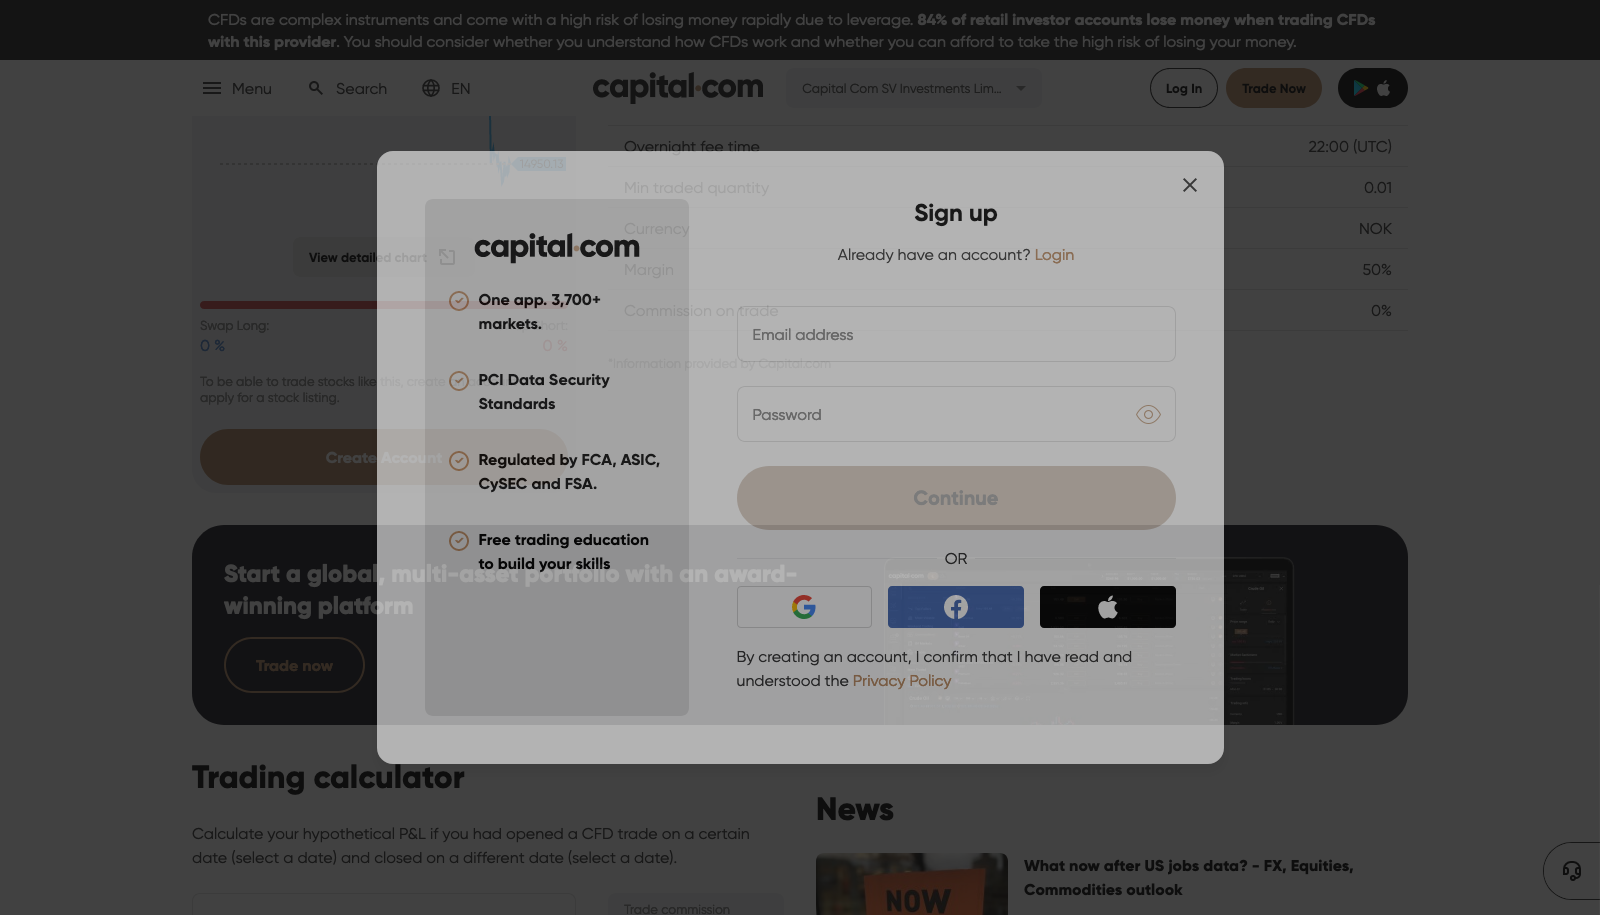 CFDs are complex instruments and come with a high risk of losing money rapidly due to leverage. 84% of retail investor accounts lose money when trading CFDs
with this provider. You should consider whether you understand how CFDs work and whether you can afford to take the high risk of losing your money.
Menu
Search
EN
capital.com
Capital Com SV Investments Lim...
Log In
Trade Now
14950.13
View detailed chart
Swap Long:
0 %
0 %
To be able to trade stocks like this, create
apply for a stock listing.
Create Account
Overnight fee time 22:00 (UTC)
Min traded quantity 0.01
Currency NOK
Margin 50%
Commission on trade 0%
*Information provided by Capital.com
capital.com
One app. 3,700+
markets.
PCI Data Security
Standards
Regulated by FCA, ASIC,
CySEC and FSA.
Free trading education
to build your skills
Sign up
Already have an account? Login
Email address
Password
Continue
OR
By creating an account, I confirm that I have read and
understood the Privacy Policy
Start a global, multi-asset portfolio with an award-
winning platform
Trade now
Trading calculator
Calculate your hypothetical P&L if you had opened a CFD trade on a certain
date (select a date) and closed on a different date (select a date).
Trade commission
News
NOW
What now after US jobs data? - FX, Equities,
Commodities outlook